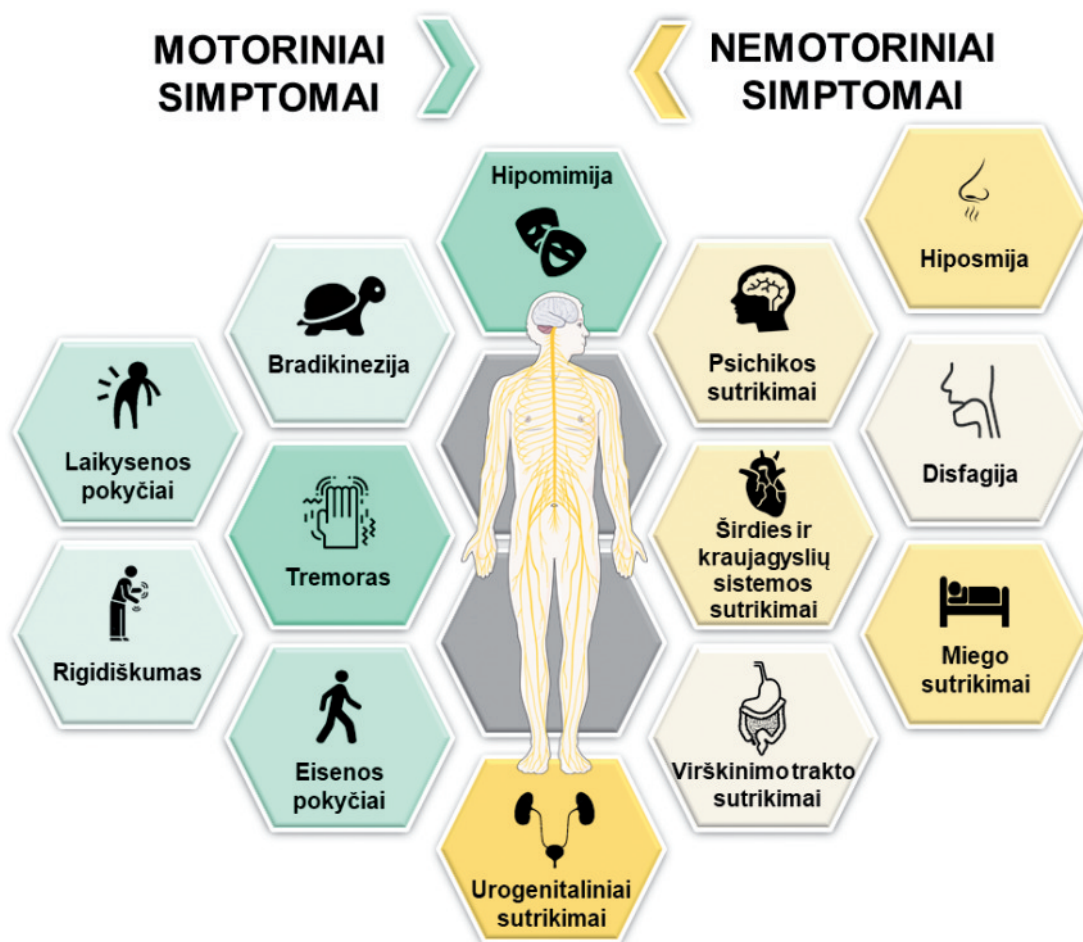 MOTORINIAI
SIMPTOMAI
NEMOTORINIAI
SIMPTOMAI
Hipomimija
Hiposmija
Bradikinezija
Psichikos
sutrikimai
Laikysenos
pokyčiai
Disfagija
Tremoras
Širdies ir
kraujagyslių
sistemos
sutrikimai
Rigidiškumas
Miego
sutrikimai
Eisenos
pokyčiai
Virškinimo trakto
sutrikimai
Urogenitaliniai
sutrikimai